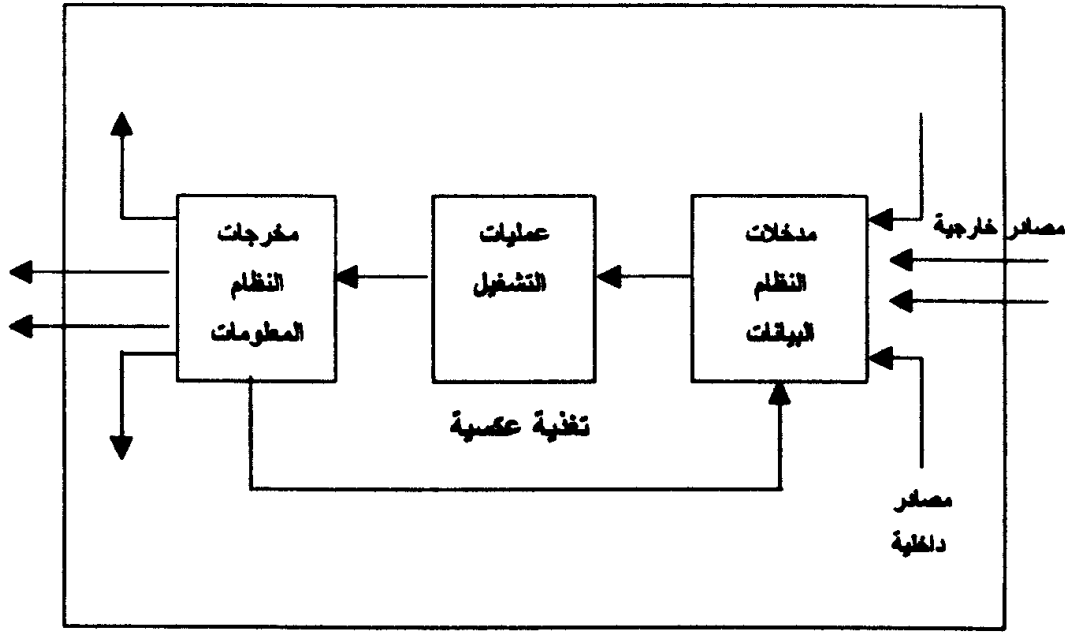 مصادر خارجية
مدخلات
النظام
البيانات
عمليات
التشغيل
مخرجات
النظام
المعلومات
تغذية عكسية
مصادر
داخلية